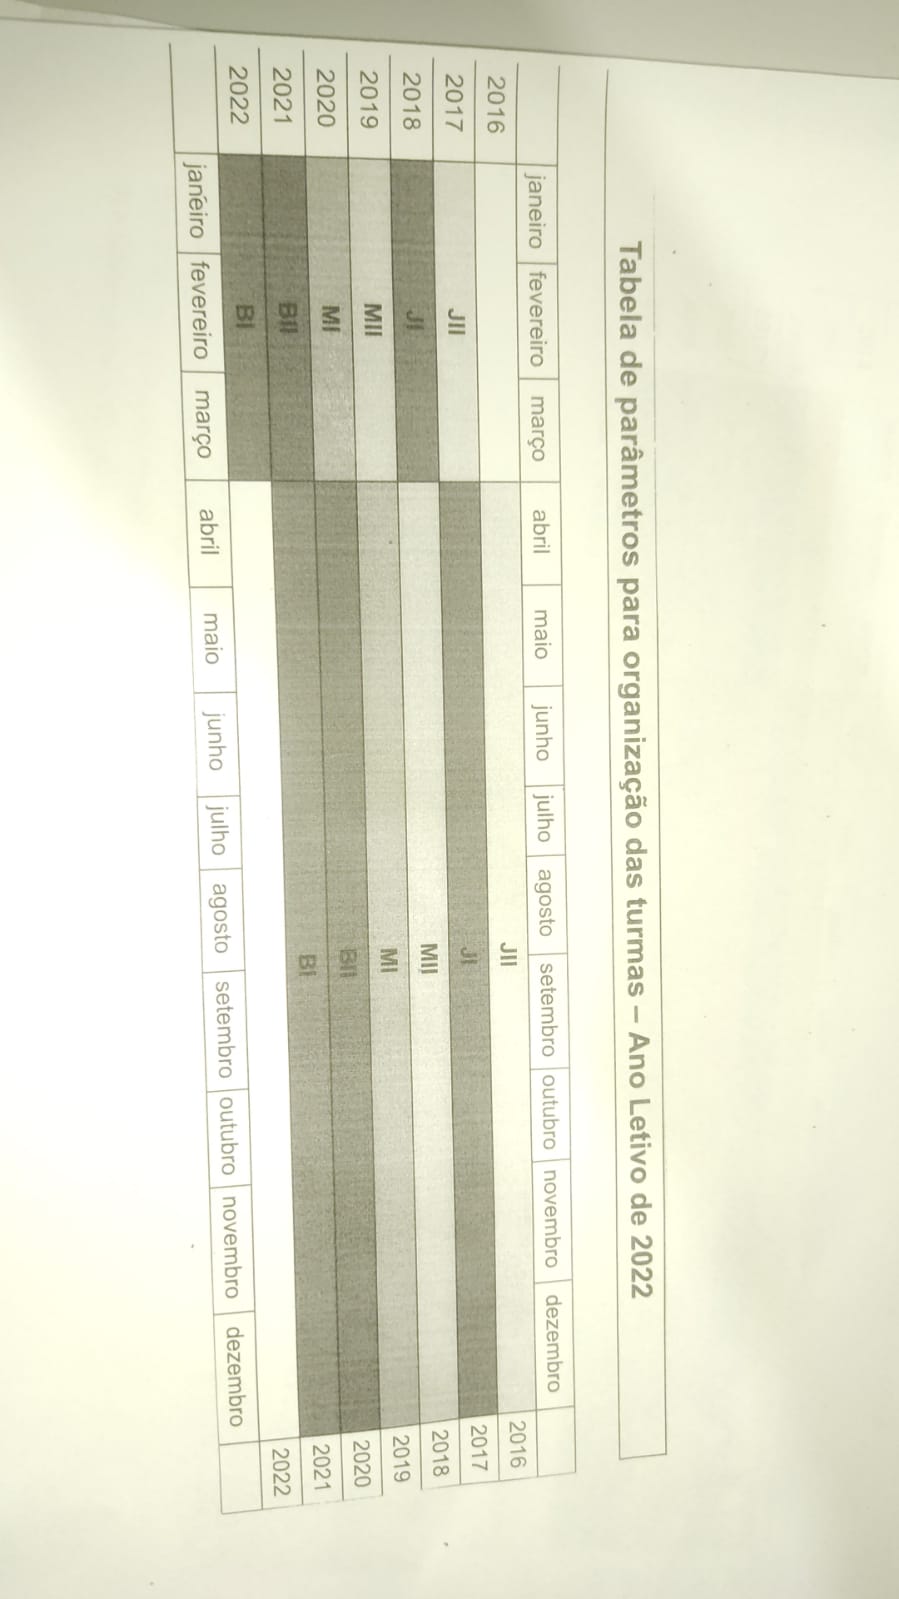 Tabela de parâmetros para organização das turmas – Ano Letivo de 2022
janeiro fevereiro março abril maio junho julho agosto setembro outubro novembro dezembro
2016 JII 2016
2017 JII JI 2017
2018 JI MII 2018
2019 MII MI 2019
2020 MI BII 2020
2021 BII BI 2021
2022 BI 2022
janeiro fevereiro março abril maio junho julho agosto setembro outubro novembro dezembro